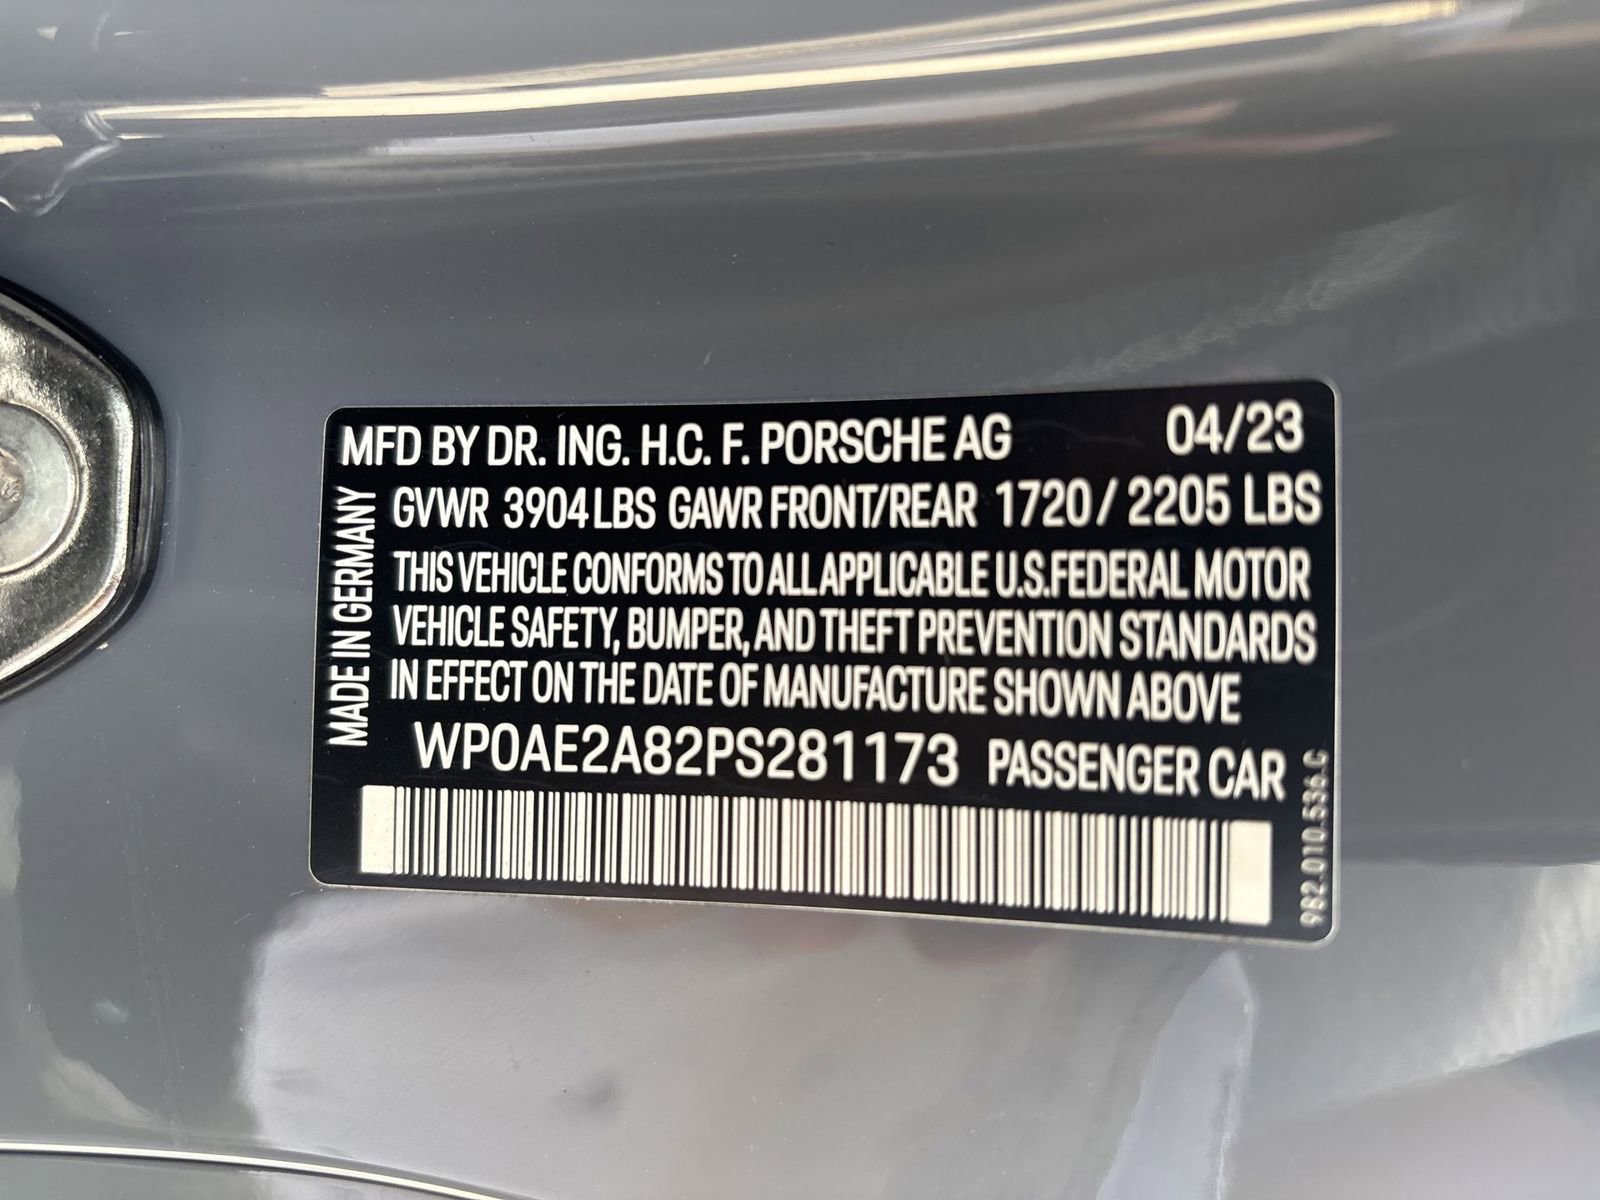 MFD BY DR. ING. H.C. F. PORSCHE AG 04/23
GVWR 3904 LBS GAWR FRONT/REAR 1720 / 2205 LBS
THIS VEHICLE CONFORMS TO ALL APPLICABLE U.S.FEDERAL MOTOR
VEHICLE SAFETY, BUMPER, AND THEFT PREVENTION STANDARDS
IN EFFECT ON THE DATE OF MANUFACTURE SHOWN ABOVE
WP0AE2A82PS281173 PASSENGER CAR
MADE IN GERMANY
982.010.536.C